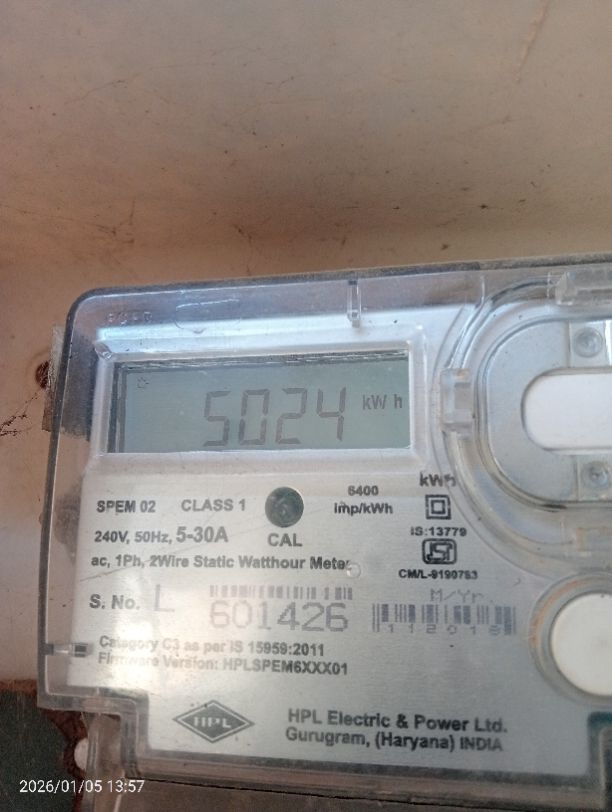 5024 kWh
SPEM 02 CLASS 1 6400 imp/kWh kWh
240V, 50Hz, 5-30A CAL IS:13779
ac, 1Ph, 2Wire Static Watthour Meter
CM/L-9190793
S. No. L 601426 M/Yr. 112018
Category C3 as per IS 15959:2011
Firmware Version: HPLSPEM6XXX01
HPL
HPL Electric & Power Ltd.
Gurugram, (Haryana) INDIA
2026/01/05 13:57